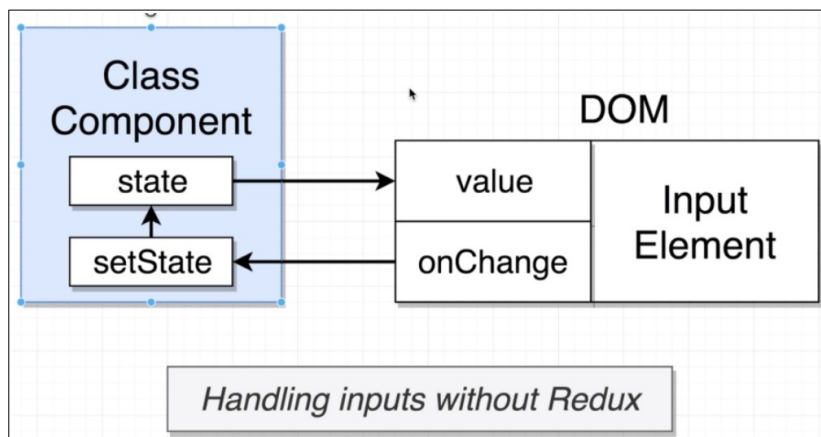 Class
Component
state
setState
DOM
value
onChange
Input
Element
Handling inputs without Redux